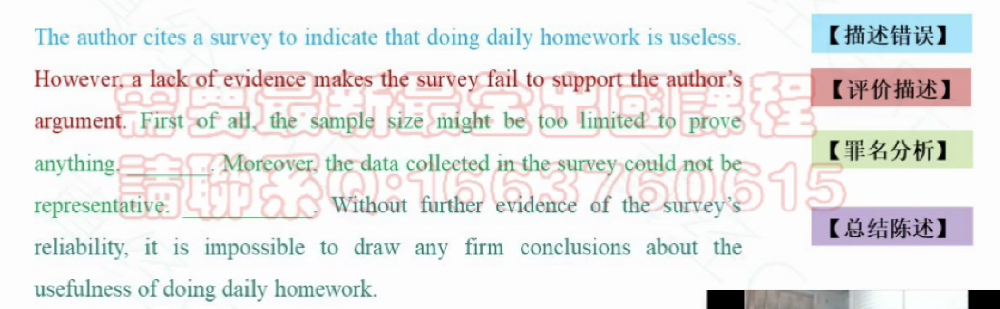 The author cites a survey to indicate that doing daily homework is useless.
However, a lack of evidence makes the survey fail to support the author's
argument. First of all, the sample size might be too limited to prove
anything. ________. Moreover, the data collected in the survey could not be
representative. ____________. Without further evidence of the survey's
reliability, it is impossible to draw any firm conclusions about the
usefulness of doing daily homework.
【描述错误】
【评价描述】
【罪名分析】
【总结陈述】
需要最新最全出國課程
請聯系Q:1663760615